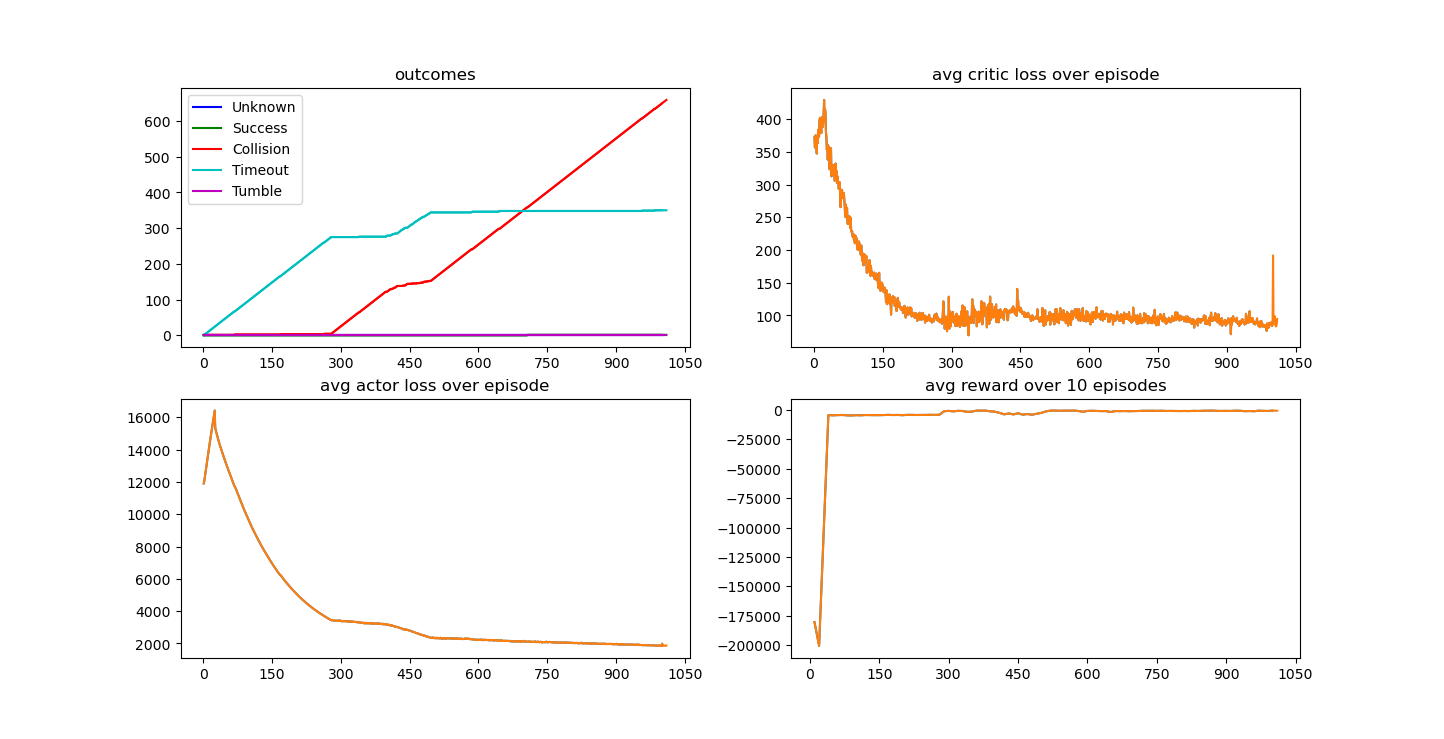 outcomes
Unknown
Success
Collision
Timeout
Tumble
600
500
400
300
200
100
0
0 150 300 450 600 750 900 1050
avg critic loss over episode
400
350
300
250
200
150
100
0 150 300 450 600 750 900 1050
avg actor loss over episode
16000
14000
12000
10000
8000
6000
4000
2000
0 150 300 450 600 750 900 1050
avg reward over 10 episodes
0
−25000
−50000
−75000
−100000
−125000
−150000
−175000
−200000
0 150 300 450 600 750 900 1050